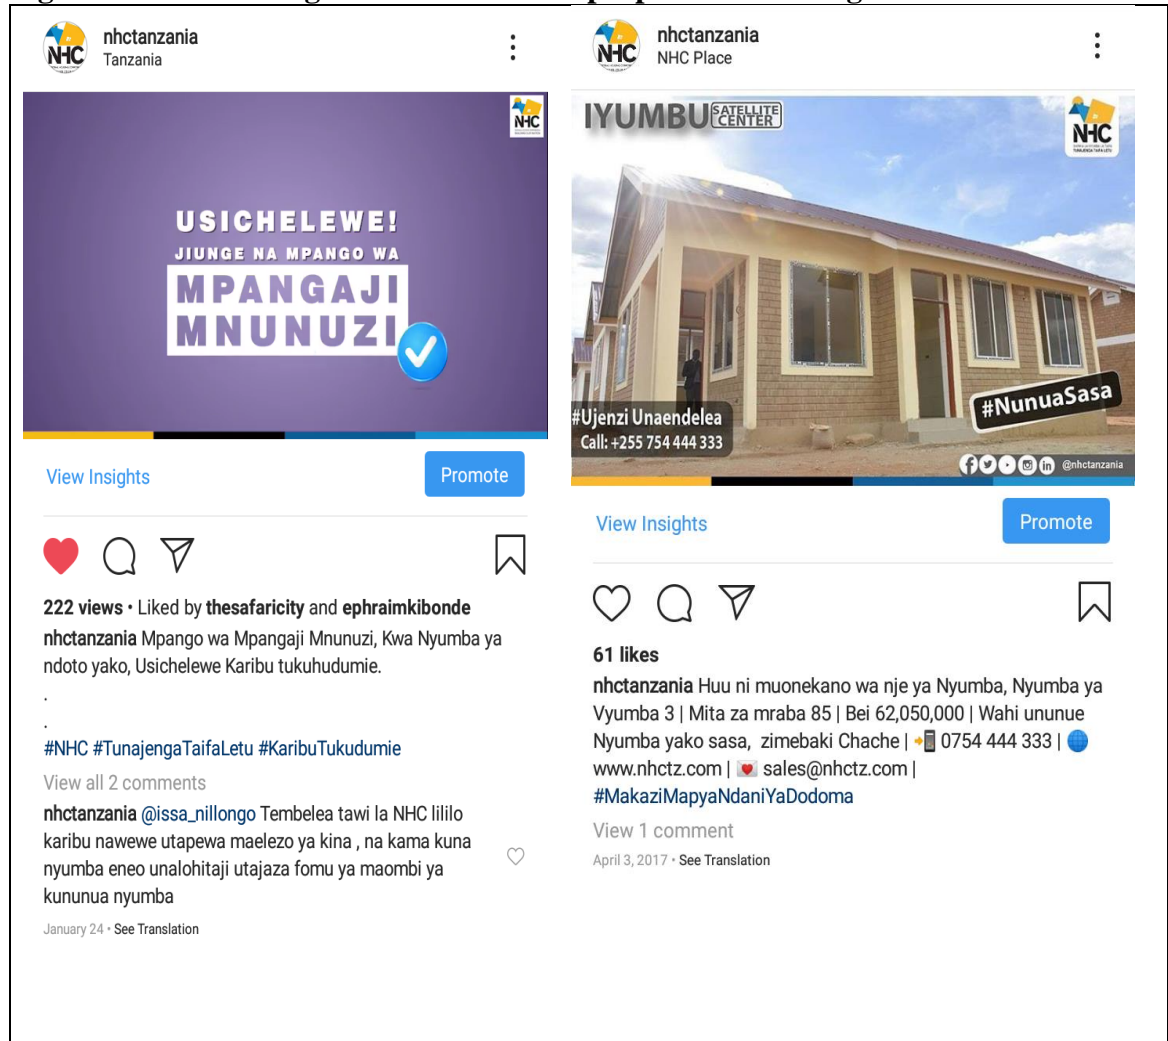 nhctanzania
Tanzania
NHC
NHC
USICHELEWE!
JIUNGE NA MPANGO WA
MPANGAJI
MNUNUZI
View Insights
Promote
222 views • Liked by thesafaricity and ephraimkibonde
nhctanzania Mpango wa Mpangaji Mnunuzi, Kwa Nyumba ya
ndoto yako, Usichelewe Karibu tukuhudumie.
.
.
#NHC #TunajengaTaifaLetu #KaribuTukudumie
View all 2 comments
nhctanzania @issa_nillongo Tembelea tawi la NHC lililo
karibu nawewe utapewa maelezo ya kina , na kama kuna
nyumba eneo unalohitaji utajaza fomu ya maombi ya
kununua nyumba
January 24 • See Translation
nhctanzania
NHC Place
NHC
IYUMBU SATELLITE CENTER
NHC
#NunuaSasa
#Ujenzi Unaendelea
Call: +255 754 444 333
@nhctanzania
View Insights
Promote
61 likes
nhctanzania Huu ni muonekano wa nje ya Nyumba, Nyumba ya
Vyumba 3 | Mita za mraba 85 | Bei 62,050,000 | Wahi ununue
Nyumba yako sasa, zimebaki Chache | 0754 444 333 |
www.nhctz.com | sales@nhctz.com |
#MakaziMapyaNdaniYaDodoma
View 1 comment
April 3, 2017 • See Translation